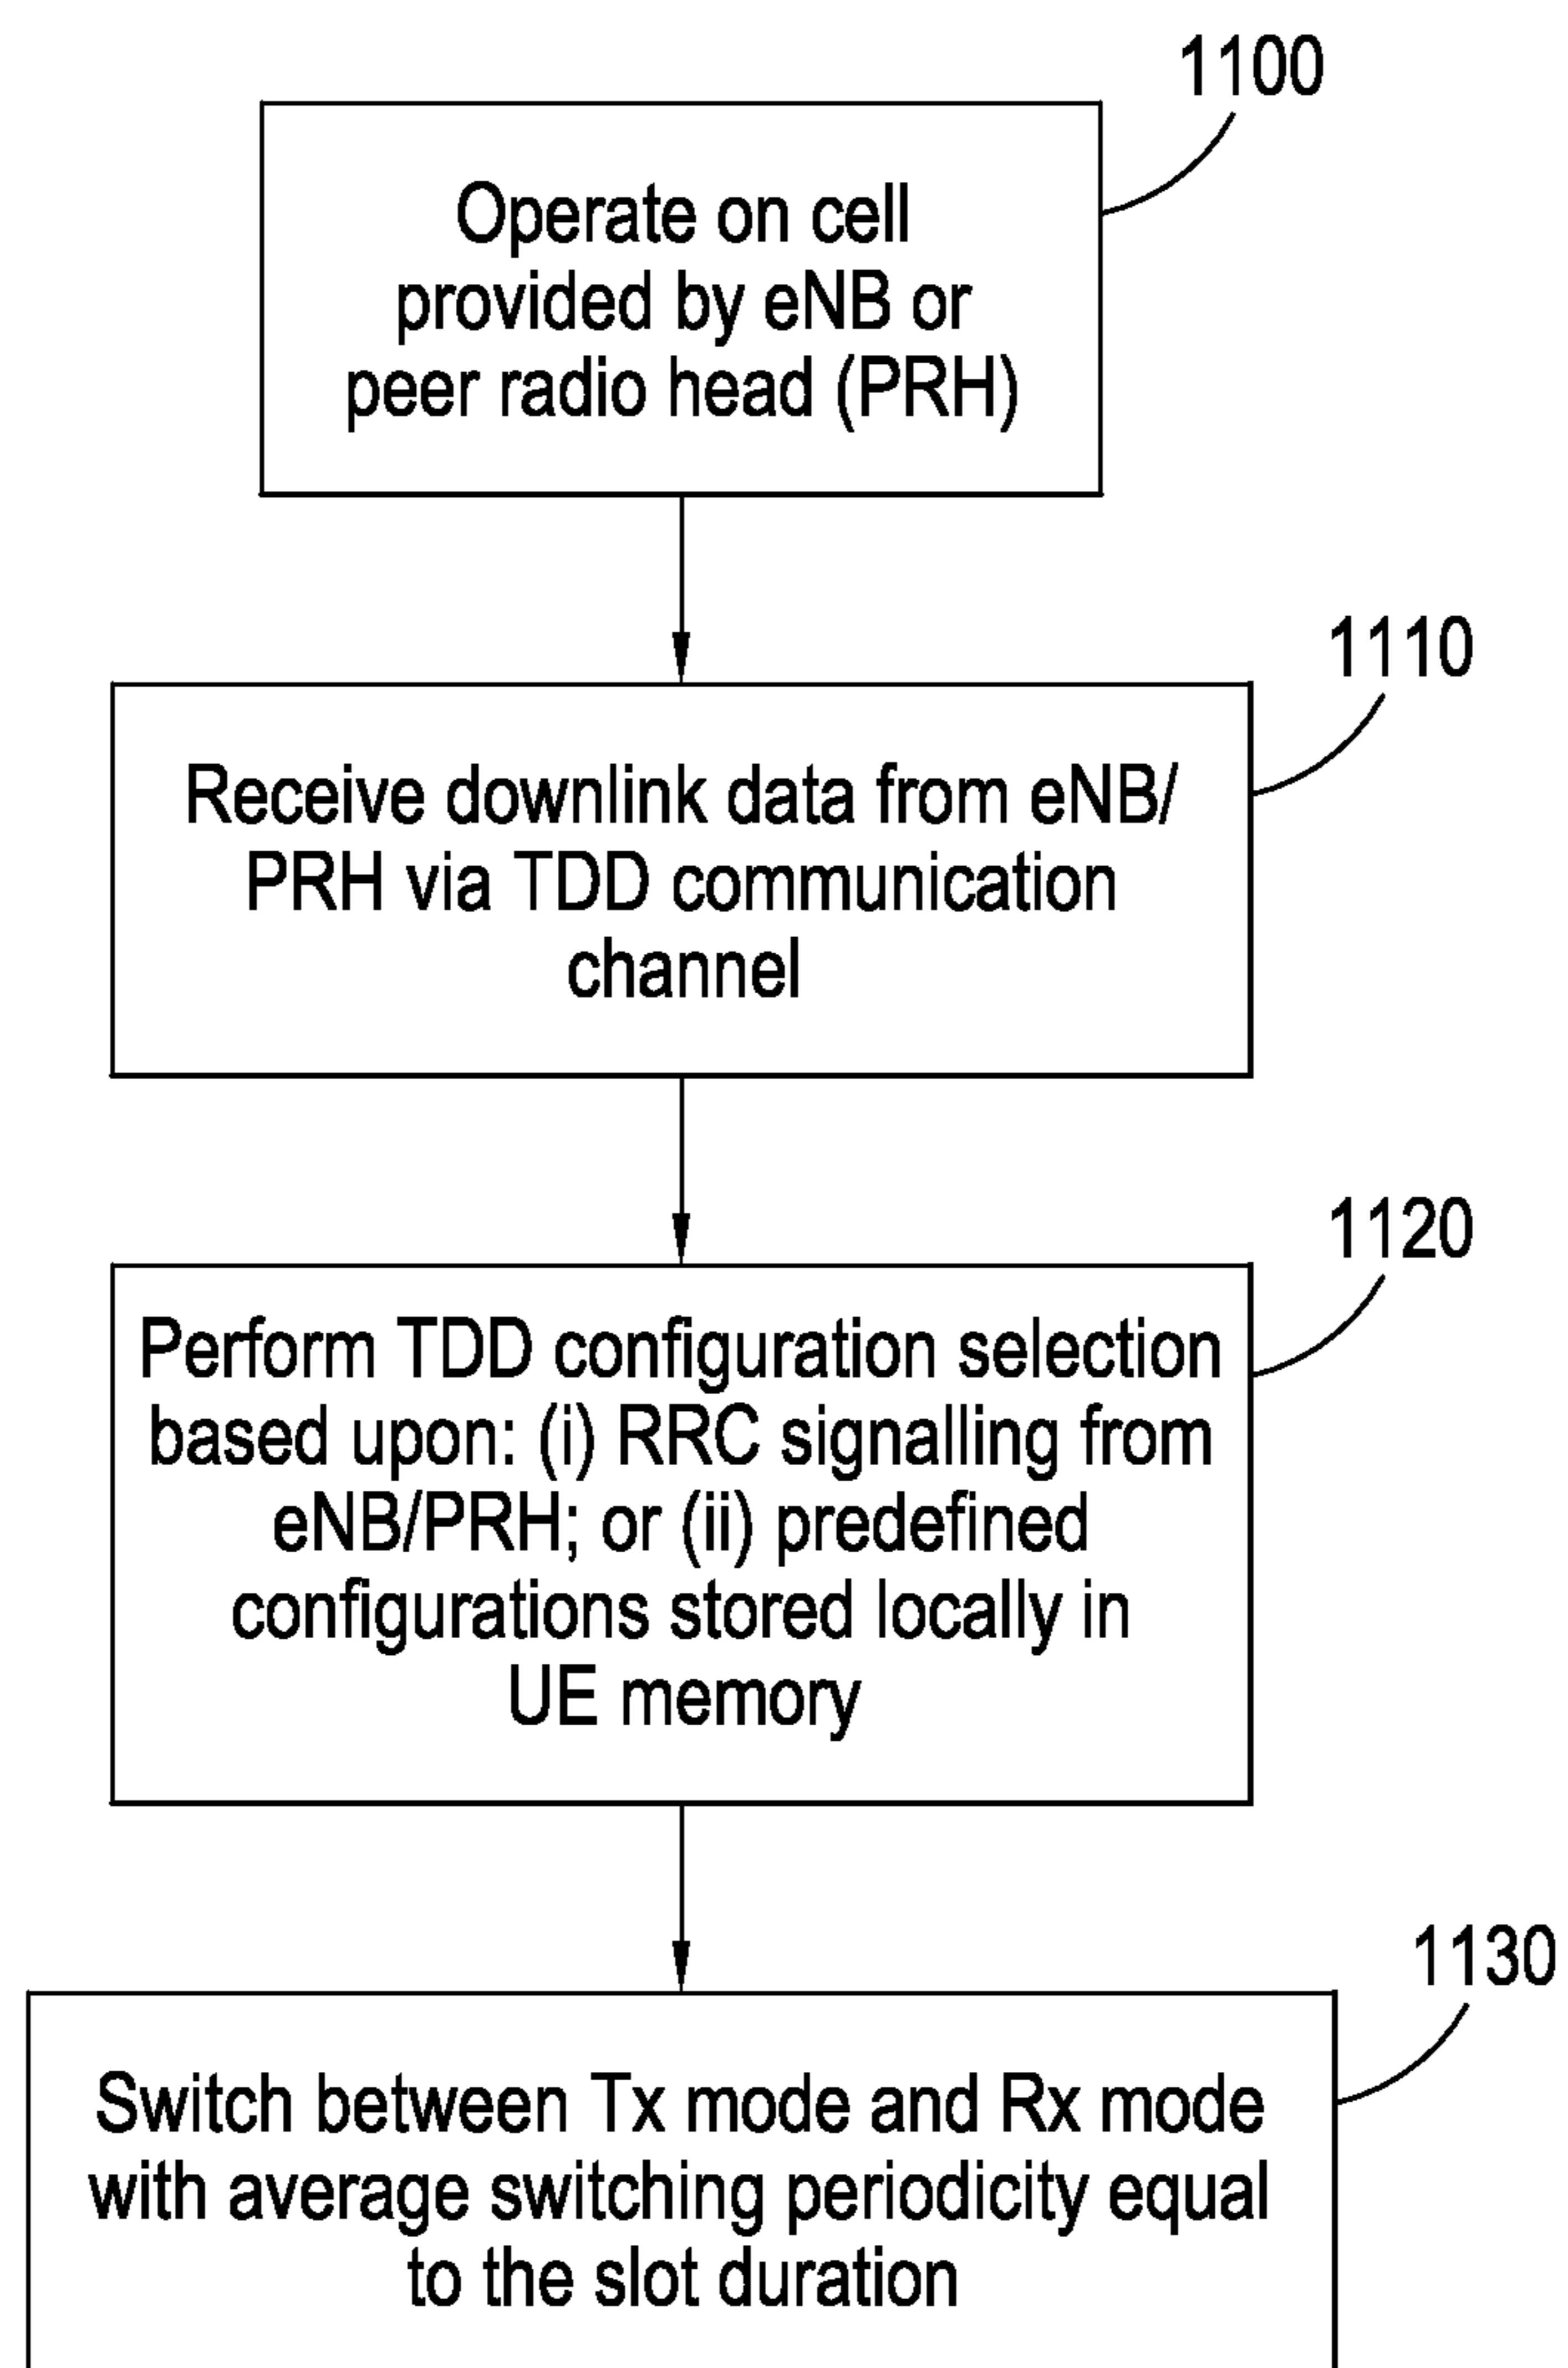 1100
Operate on cell
provided by eNB or
peer radio head (PRH)
1110
Receive downlink data from eNB/
PRH via TDD communication
channel
1120
Perform TDD configuration selection
based upon: (i) RRC signalling from
eNB/PRH; or (ii) predefined
configurations stored locally in
UE memory
1130
Switch between Tx mode and Rx mode
with average switching periodicity equal
to the slot duration